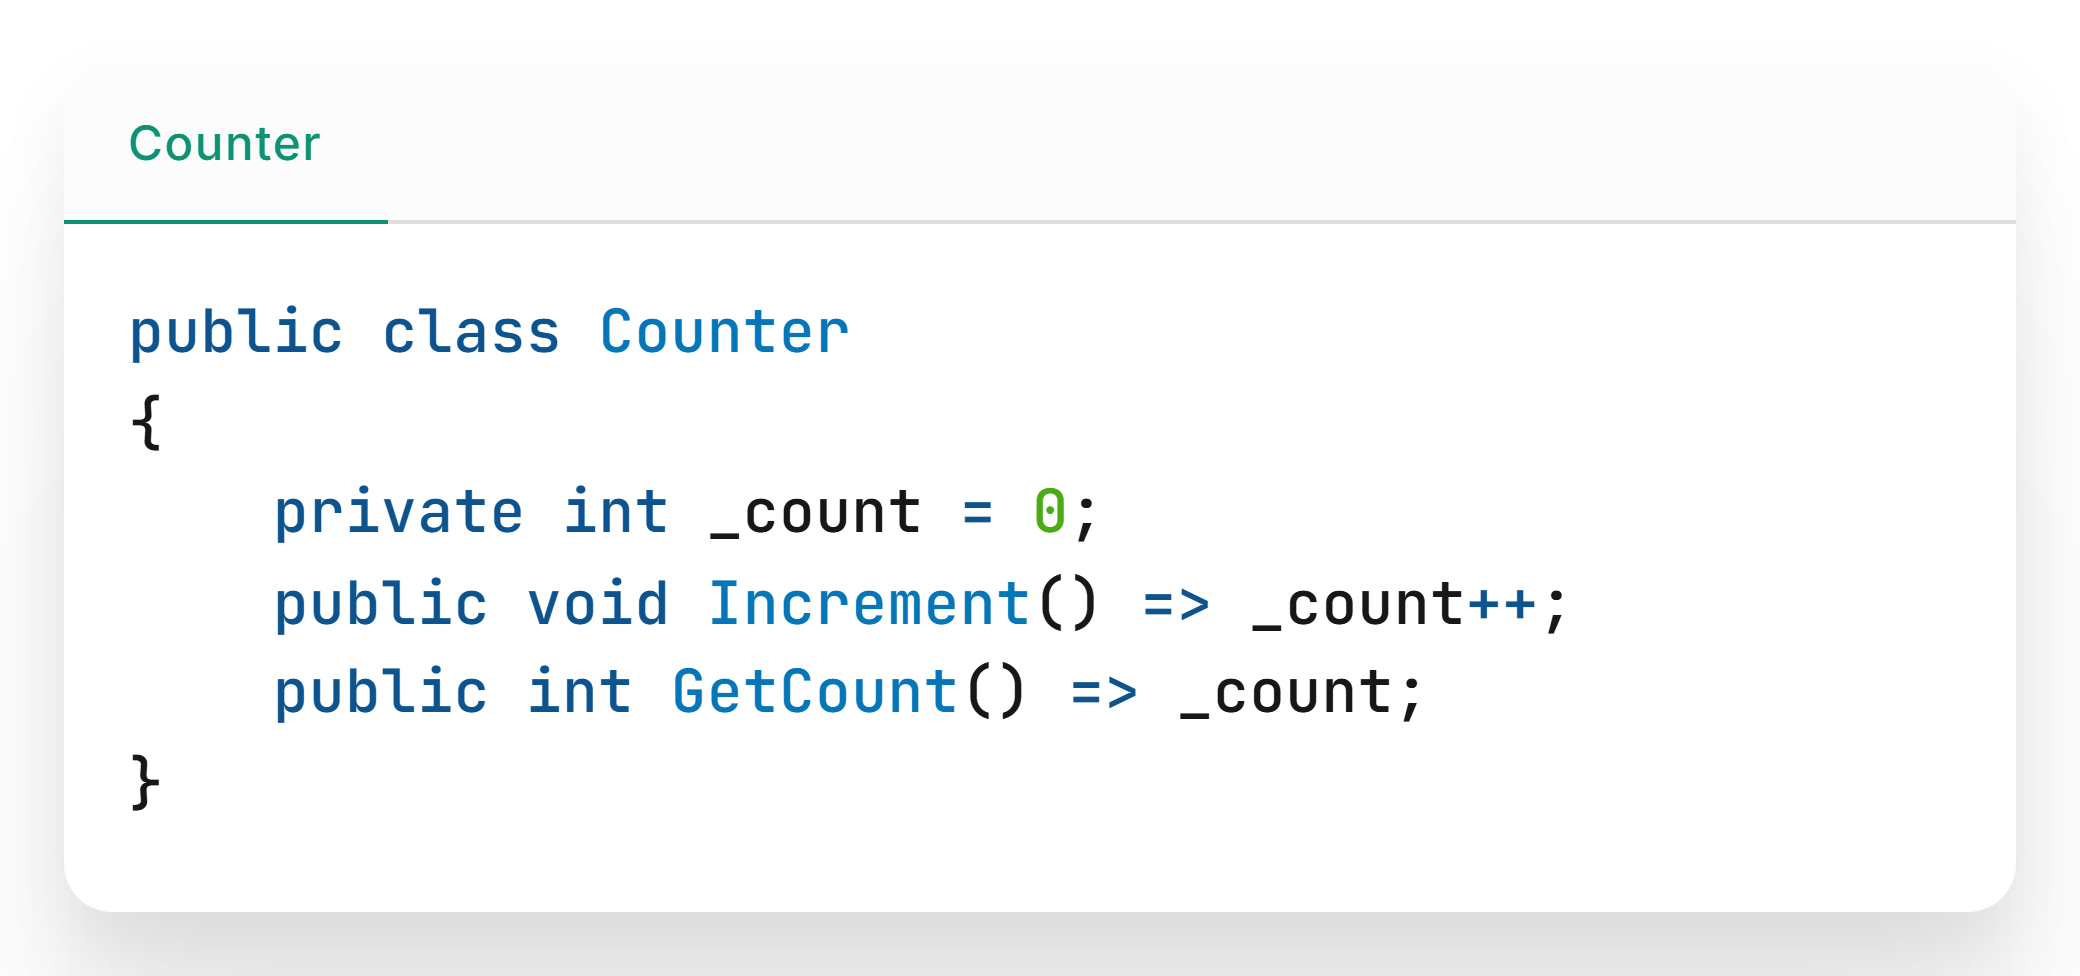 Counter
public class Counter
{
    private int _count = 0;
    public void Increment() => _count++;
    public int GetCount() => _count;
}